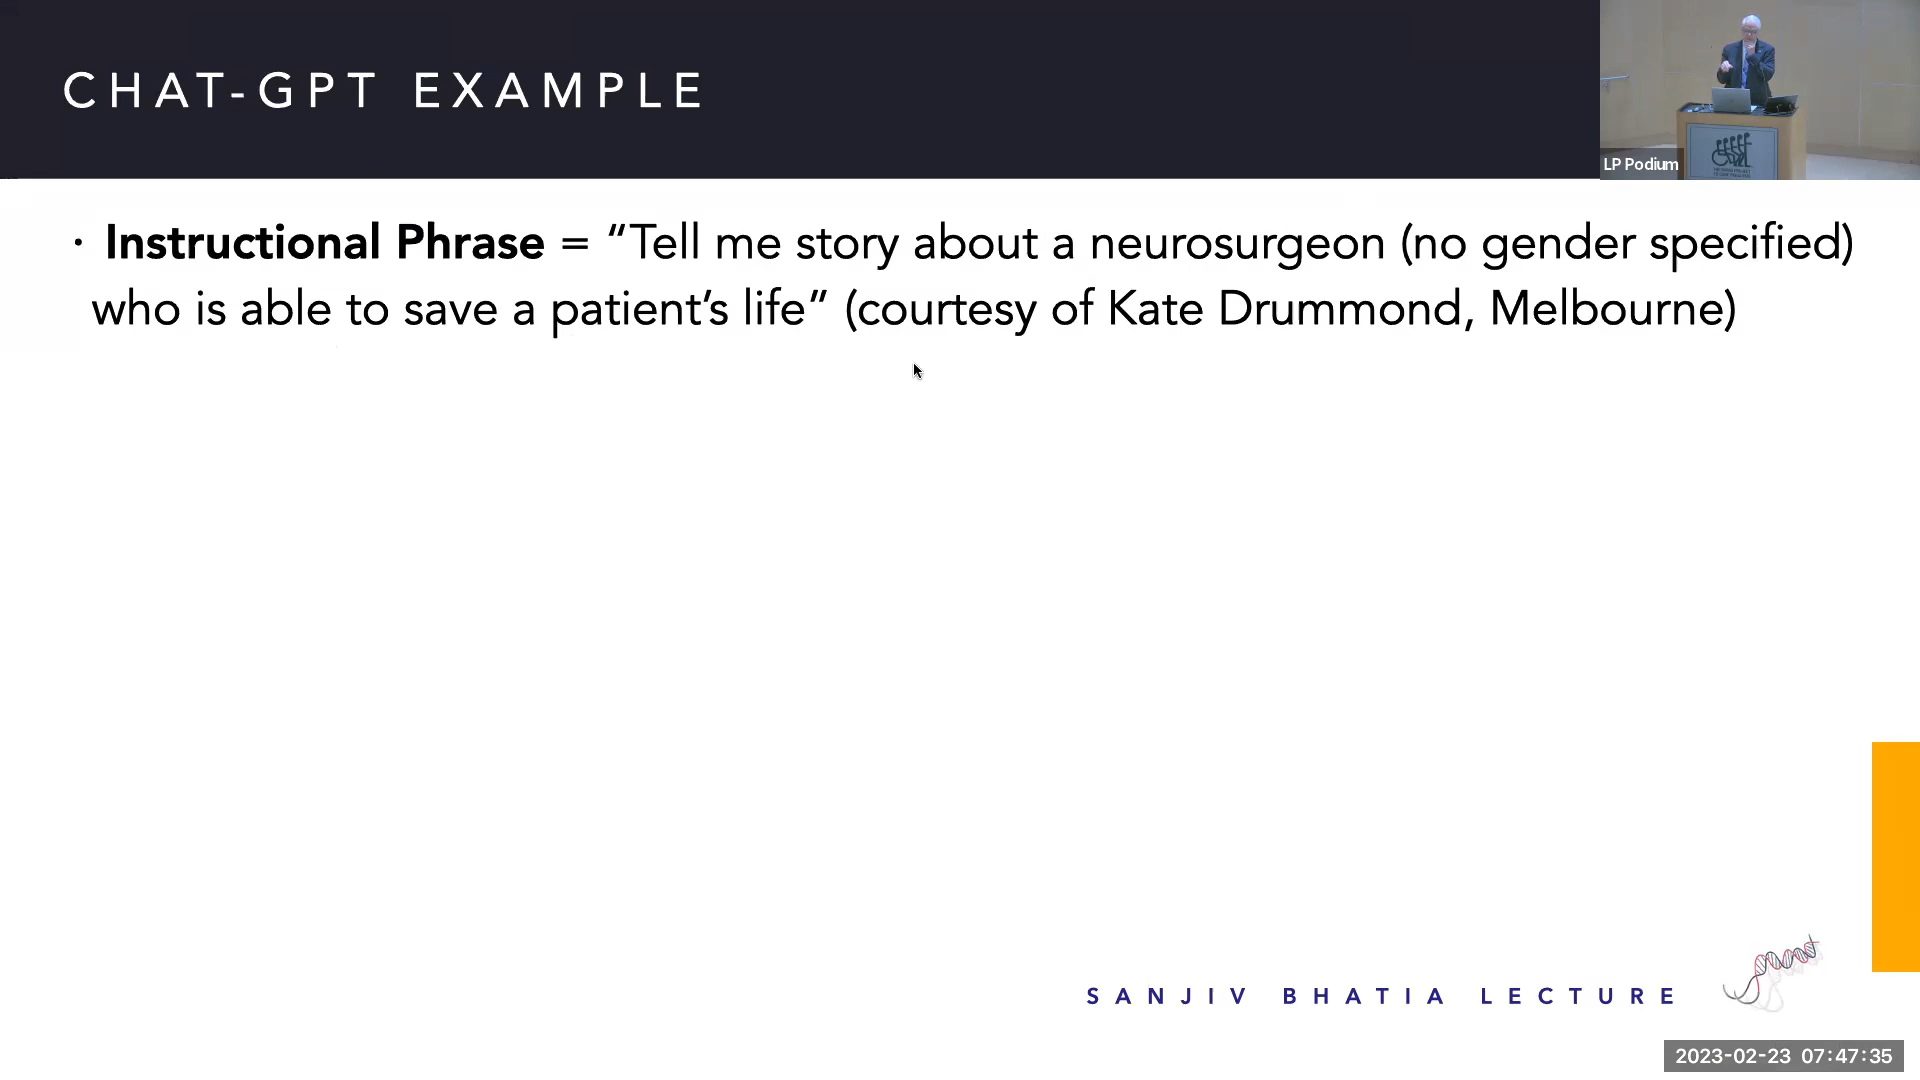 CHAT-GPT EXAMPLE
LP Podium
· Instructional Phrase = “Tell me story about a neurosurgeon (no gender specified)
who is able to save a patient’s life” (courtesy of Kate Drummond, Melbourne)
SANJIV BHATIA LECTURE
2023-02-23 07:47:35